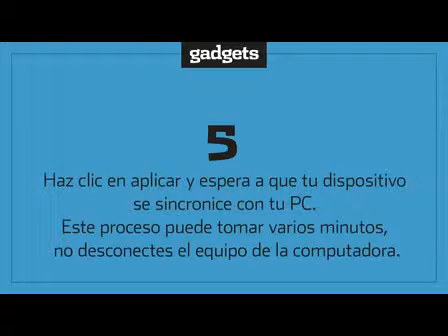 gadgets
5
Haz clic en aplicar y espera a que tu dispositivo
se sincronice con tu PC.
Este proceso puede tomar varios minutos,
no desconectes el equipo de la computadora.